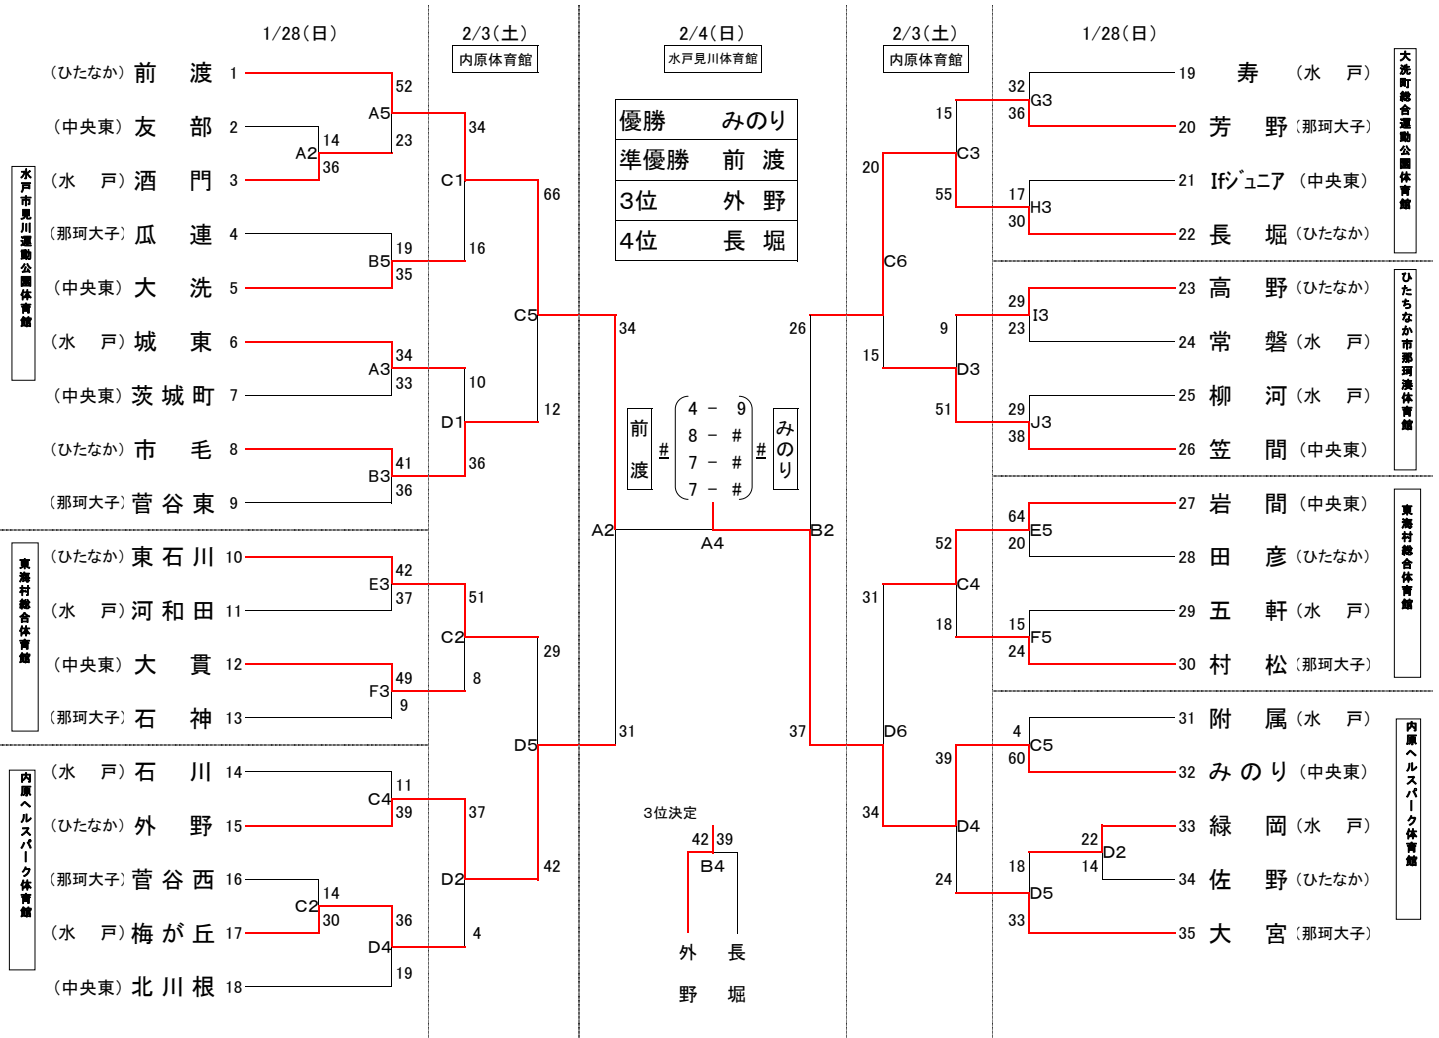 1/28(日)
2/3(土)
内原体育館
2/4(日)
水戸見川体育館
2/3(土)
内原体育館
1/28(日)
優勝 みのり
準優勝 前 渡
3位 外 野
4位 長 堀
水戸市見川運動公園体育館
(ひたなか) 前 渡 1
(中央東) 友 部 2
(水 戸) 酒 門 3
(那珂大子) 瓜 連 4
(中央東) 大 洗 5
(水 戸) 城 東 6
(中央東) 茨城町 7
(ひたなか) 市 毛 8
(那珂大子) 菅谷東 9
東海村総合体育館
(ひたなか) 東石川 10
(水 戸) 河和田 11
(中央東) 大 貫 12
(那珂大子) 石 神 13
内原ヘルスパーク体育館
(水 戸) 石 川 14
(ひたなか) 外 野 15
(那珂大子) 菅谷西 16
(水 戸) 梅が丘 17
(中央東) 北川根 18
14
A2
36
52
A5
23
19
B5
35
34
A3
33
41
B3
36
42
E3
37
49
F3
9
11
C4
39
14
C2
30
36
D4
19
34
C1
16
10
D1
36
51
C2
8
37
D2
4
66
C5
12
29
D5
42
34
A2
31
前渡
#
4 - 9
8 - #
7 - #
7 - #
#
みのり
A4
26
B2
37
3位決定
42 39
B4
外野
長堀
20
C6
15
31
D6
34
15
C3
55
9
D3
51
52
C4
18
39
D4
24
32
G3
36
17
H3
30
29
I3
23
29
J3
38
64
E5
20
15
F5
24
4
C5
60
22
D2
14
18
D5
33
19 寿 (水 戸)
20 芳 野 (那珂大子)
21 Ifジュニア (中央東)
22 長 堀 (ひたなか)
大洗町総合運動公園体育館
23 高 野 (ひたなか)
24 常 磐 (水 戸)
25 柳 河 (水 戸)
26 笠 間 (中央東)
ひたちなか市那珂湊体育館
27 岩 間 (中央東)
28 田 彦 (ひたなか)
29 五 軒 (水 戸)
30 村 松 (那珂大子)
東海村総合体育館
31 附 属 (水 戸)
32 みのり (中央東)
33 緑 岡 (水 戸)
34 佐 野 (ひたなか)
35 大 宮 (那珂大子)
内原ヘルスパーク体育館